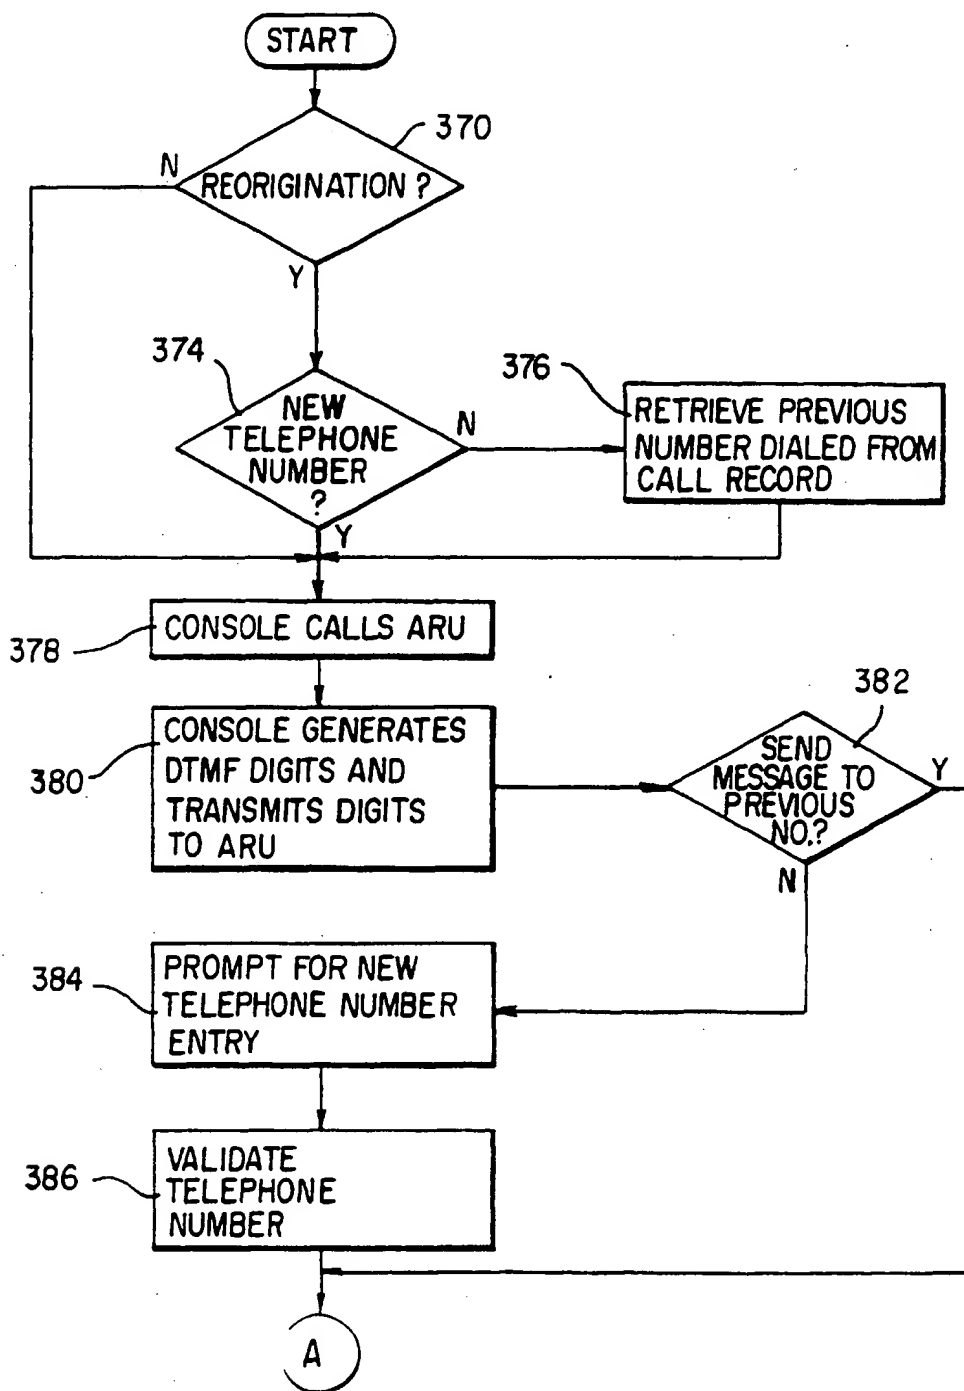 START
370
N
REORIGINATION ?
Y
374
NEW
TELEPHONE
NUMBER
?
N
Y
376
RETRIEVE PREVIOUS
NUMBER DIALED FROM
CALL RECORD
CONSOLE CALLS ARU
378
CONSOLE GENERATES
DTMF DIGITS AND
TRANSMITS DIGITS
TO ARU
380
382
SEND
MESSAGE TO
PREVIOUS
NO.?
Y
N
384
PROMPT FOR NEW
TELEPHONE NUMBER
ENTRY
386
VALIDATE
TELEPHONE
NUMBER
A